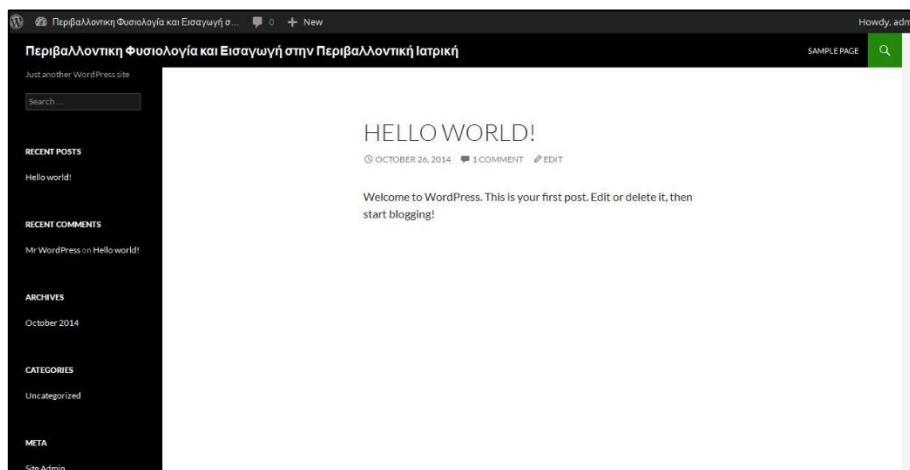 Περιβαλλοντικη Φυσιολογία και Εισαγωγή σ... 0 + New Howdy, adm
Περιβαλλοντικη Φυσιολογία και Εισαγωγή στην Περιβαλλοντική Ιατρική SAMPLE PAGE
Just another WordPress site
Search ...
HELLO WORLD!
OCTOBER 26, 2014 1 COMMENT EDIT
Welcome to WordPress. This is your first post. Edit or delete it, then
start blogging!
RECENT POSTS
Hello world!
RECENT COMMENTS
Mr WordPress on Hello world!
ARCHIVES
October 2014
CATEGORIES
Uncategorized
META
Site Admin